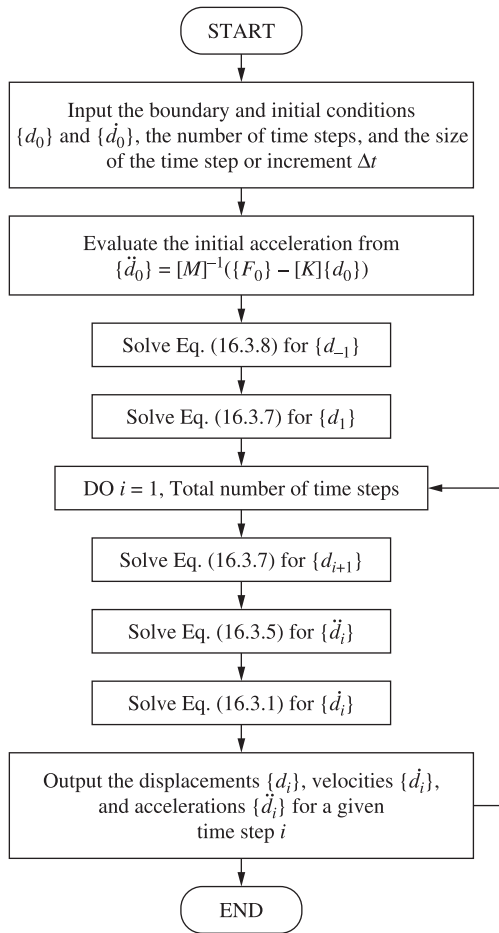 START
Input the boundary and initial conditions
{d₀} and {ḋ₀}, the number of time steps, and the size
of the time step or increment Δt
Evaluate the initial acceleration from
{d̈₀} = [M]⁻¹({F₀} − [K]{d₀})
Solve Eq. (16.3.8) for {d₋₁}
Solve Eq. (16.3.7) for {d₁}
DO i = 1, Total number of time steps
Solve Eq. (16.3.7) for {dᵢ₊₁}
Solve Eq. (16.3.5) for {d̈ᵢ}
Solve Eq. (16.3.1) for {ḋᵢ}
Output the displacements {dᵢ}, velocities {ḋᵢ},
and accelerations {d̈ᵢ} for a given
time step i
END